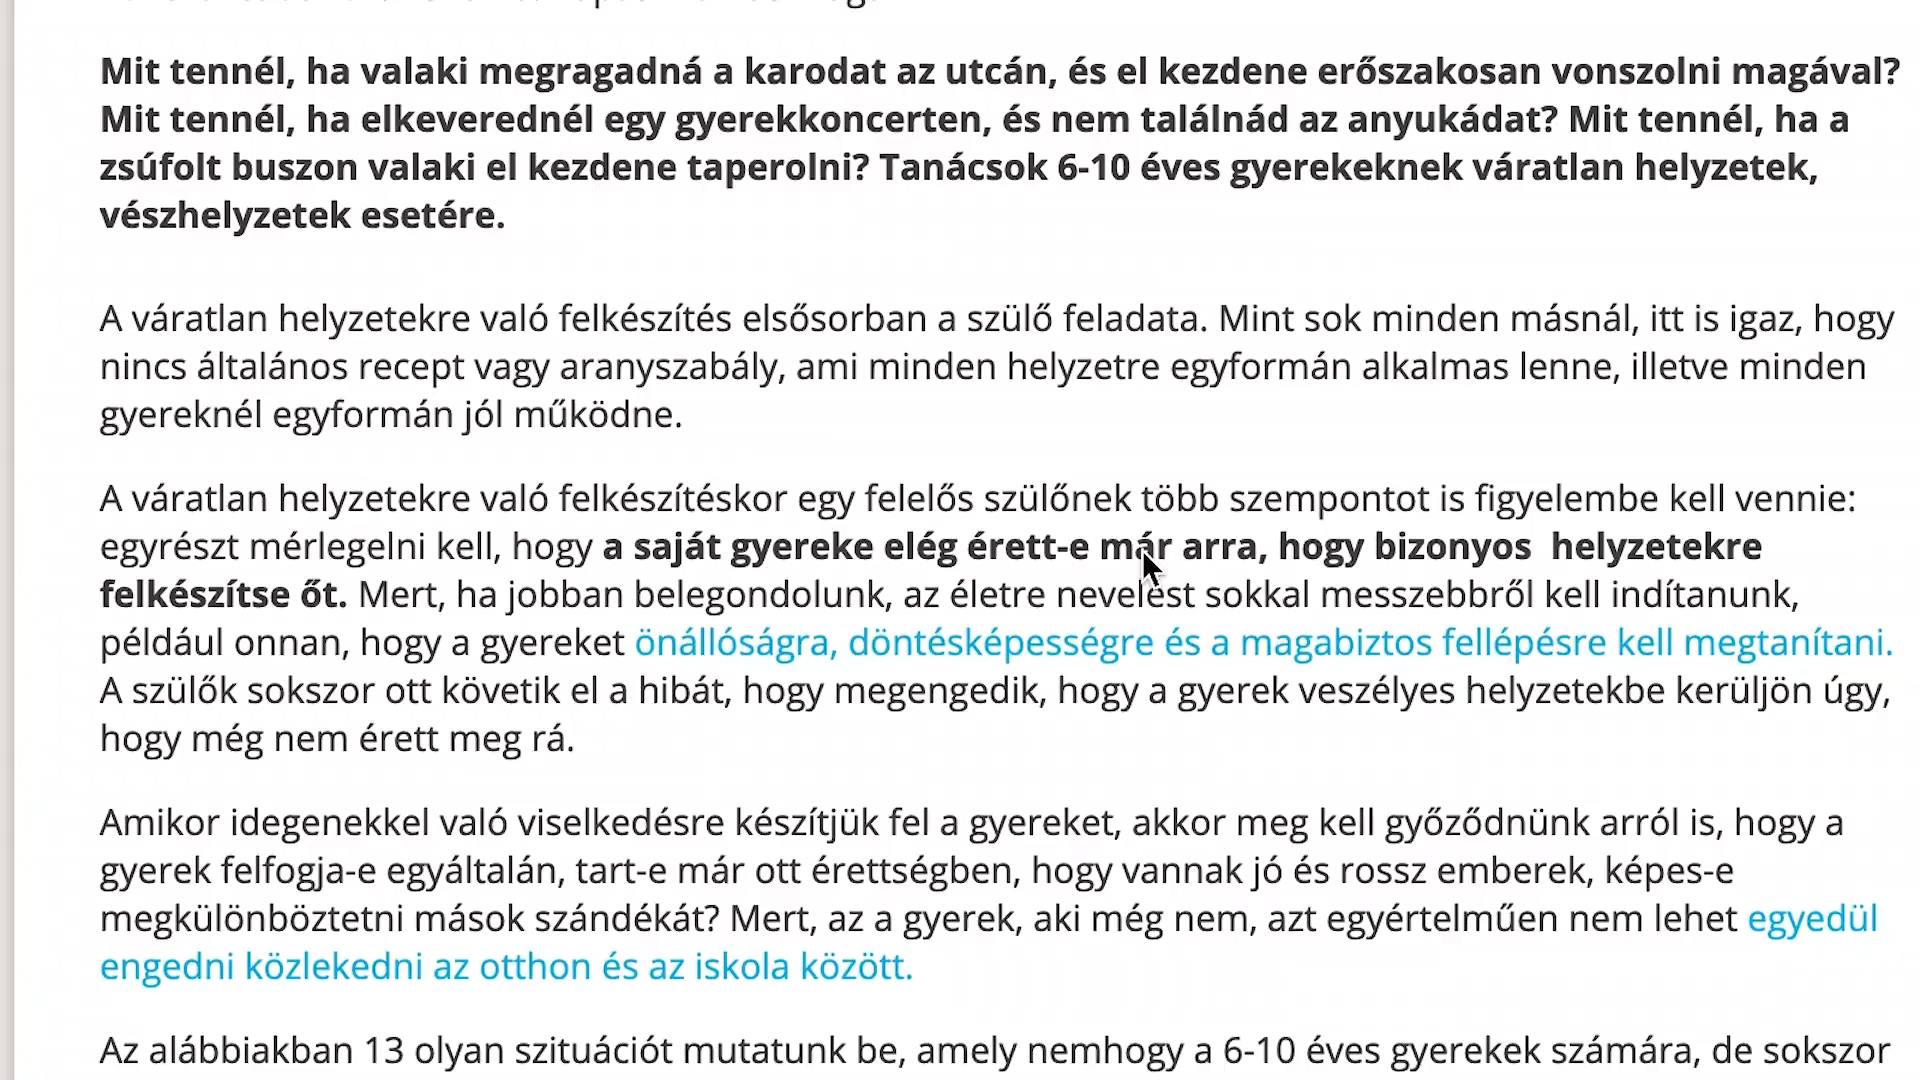 Mit tennél, ha valaki megragadná a karodat az utcán, és el kezdene erőszakosan vonszolni magával?
Mit tennél, ha elkeverednél egy gyerekkoncerten, és nem találnád az anyukádat? Mit tennél, ha a
zsúfolt buszon valaki el kezdene taperolni? Tanácsok 6-10 éves gyerekeknek váratlan helyzetek,
vészhelyzetek esetére.
A váratlan helyzetekre való felkészítés elsősorban a szülő feladata. Mint sok minden másnál, itt is igaz, hogy
nincs általános recept vagy aranyszabály, ami minden helyzetre egyformán alkalmas lenne, illetve minden
gyereknél egyformán jól működne.
A váratlan helyzetekre való felkészítéskor egy felelős szülőnek több szempontot is figyelembe kell vennie:
egyrészt mérlegelni kell, hogy a saját gyereke elég érett-e már arra, hogy bizonyos  helyzetekre
felkészítse őt. Mert, ha jobban belegondolunk, az életre nevelést sokkal messzebbről kell indítanunk,
például onnan, hogy a gyereket önállóságra, döntésképességre és a magabiztos fellépésre kell megtanítani.
A szülők sokszor ott követik el a hibát, hogy megengedik, hogy a gyerek veszélyes helyzetekbe kerüljön úgy,
hogy még nem érett meg rá.
Amikor idegenekkel való viselkedésre készítjük fel a gyereket, akkor meg kell győződnünk arról is, hogy a
gyerek felfogja-e egyáltalán, tart-e már ott érettségben, hogy vannak jó és rossz emberek, képes-e
megkülönböztetni mások szándékát? Mert, az a gyerek, aki még nem, azt egyértelműen nem lehet egyedül
engedni közlekedni az otthon és az iskola között.
Az alábbiakban 13 olyan szituációt mutatunk be, amely nemhogy a 6-10 éves gyerekek számára, de sokszor